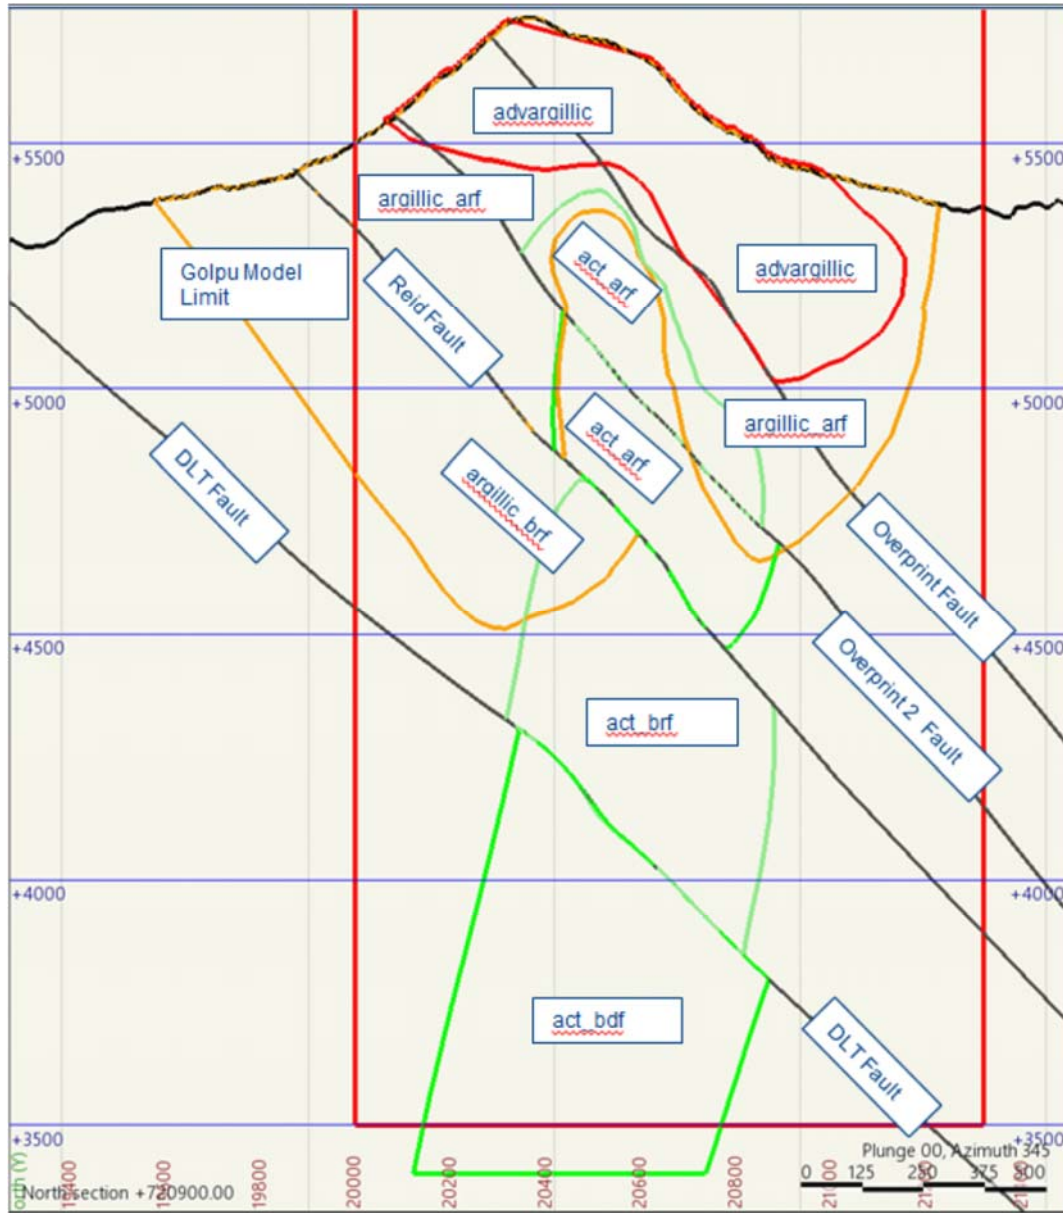 advargillic
+5500
+5500
argillic_arf
Golpu Model
Limit
Reid Fault
act_arf
advargillic
+5000
+5000
act_arf
argillic_arf
DLT Fault
argillic_brf
Overprint Fault
+4500
+4500
Overprint 2 Fault
act_brf
+4000
+4000
act_bdf
DLT Fault
+3500
+3500
Plunge 00, Azimuth 345
0 125 250 375 500
19800
20000
20200
20400
20600
20800
21000
North section +720900.00